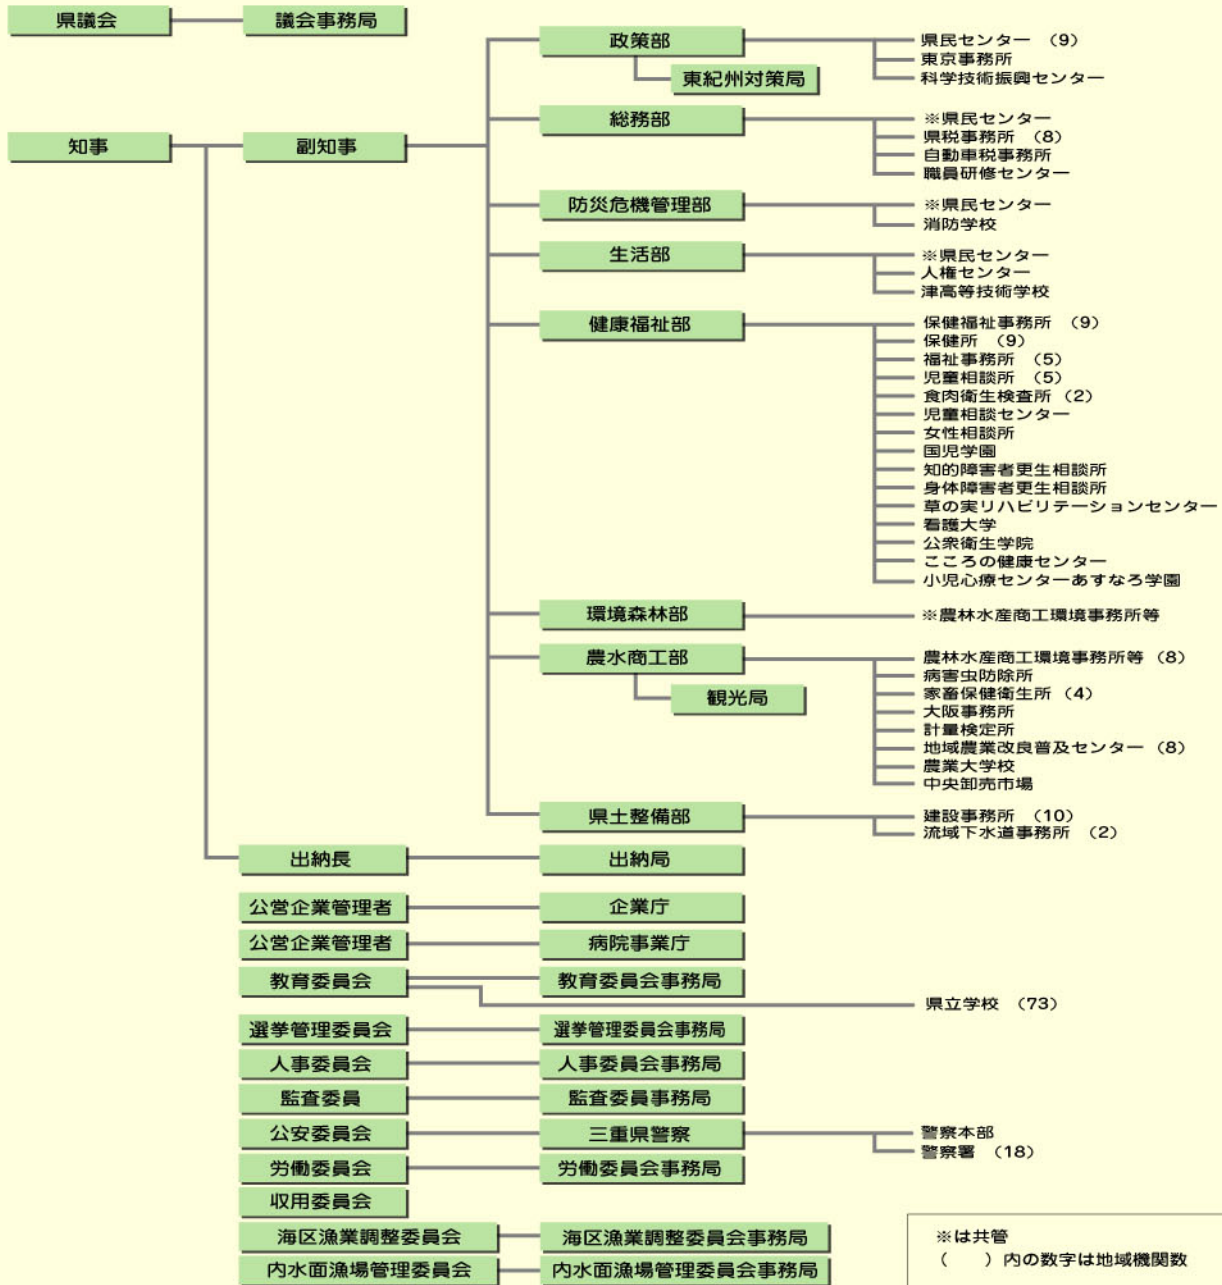 県議会
議会事務局
知事
副知事
政策部
県民センター （9）
東京事務所
科学技術振興センター
東紀州対策局
総務部
※県民センター
県税事務所 （8）
自動車税事務所
職員研修センター
防災危機管理部
※県民センター
消防学校
生活部
※県民センター
人権センター
津高等技術学校
健康福祉部
保健福祉事務所 （9）
保健所 （9）
福祉事務所 （5）
児童相談所 （5）
食肉衛生検査所 （2）
児童相談センター
女性相談所
国児学園
知的障害者更生相談所
身体障害者更生相談所
草の実リハビリテーションセンター
看護大学
公衆衛生学院
こころの健康センター
小児心療センターあすなろ学園
環境森林部
※農林水産商工環境事務所等
農水商工部
農林水産商工環境事務所等 （8）
病害虫防除所
家畜保健衛生所 （4）
大阪事務所
計量検定所
地域農業改良普及センター （8）
農業大学校
中央卸売市場
観光局
県土整備部
建設事務所 （10）
流域下水道事務所 （2）
出納長
出納局
公営企業管理者
企業庁
公営企業管理者
病院事業庁
教育委員会
教育委員会事務局
県立学校 （73）
選挙管理委員会
選挙管理委員会事務局
人事委員会
人事委員会事務局
監査委員
監査委員事務局
公安委員会
三重県警察
警察本部
警察署 （18）
労働委員会
労働委員会事務局
収用委員会
海区漁業調整委員会
海区漁業調整委員会事務局
内水面漁場管理委員会
内水面漁場管理委員会事務局
※は共管
（　　）内の数字は地域機関数